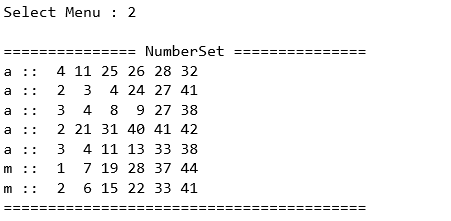 Select Menu : 2
=============== NumberSet ===============
a ::  4 11 25 26 28 32
a ::  2  3  4 24 27 41
a ::  3  4  8  9 27 38
a ::  2 21 31 40 41 42
a ::  3  4 11 13 33 38
m ::  1  7 19 28 37 44
m ::  2  6 15 22 33 41
=========================================